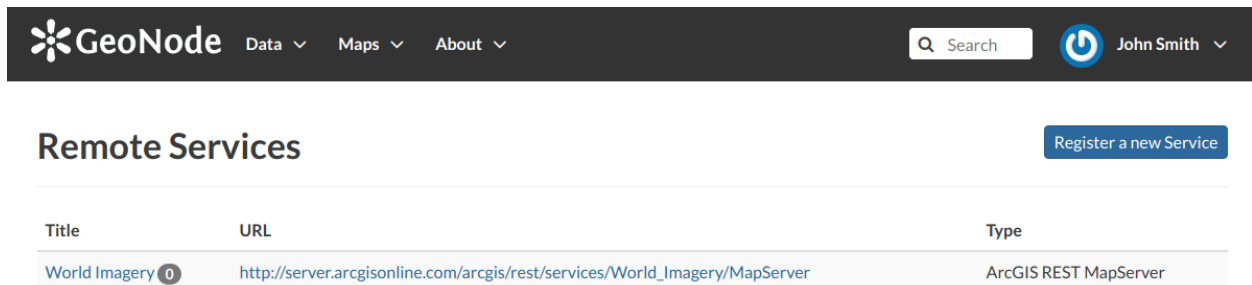 GeoNode Data Maps About Search John Smith
Remote Services Register a new Service
Title URL Type
World Imagery 0 http://server.arcgisonline.com/arcgis/rest/services/World_Imagery/MapServer ArcGIS REST MapServer